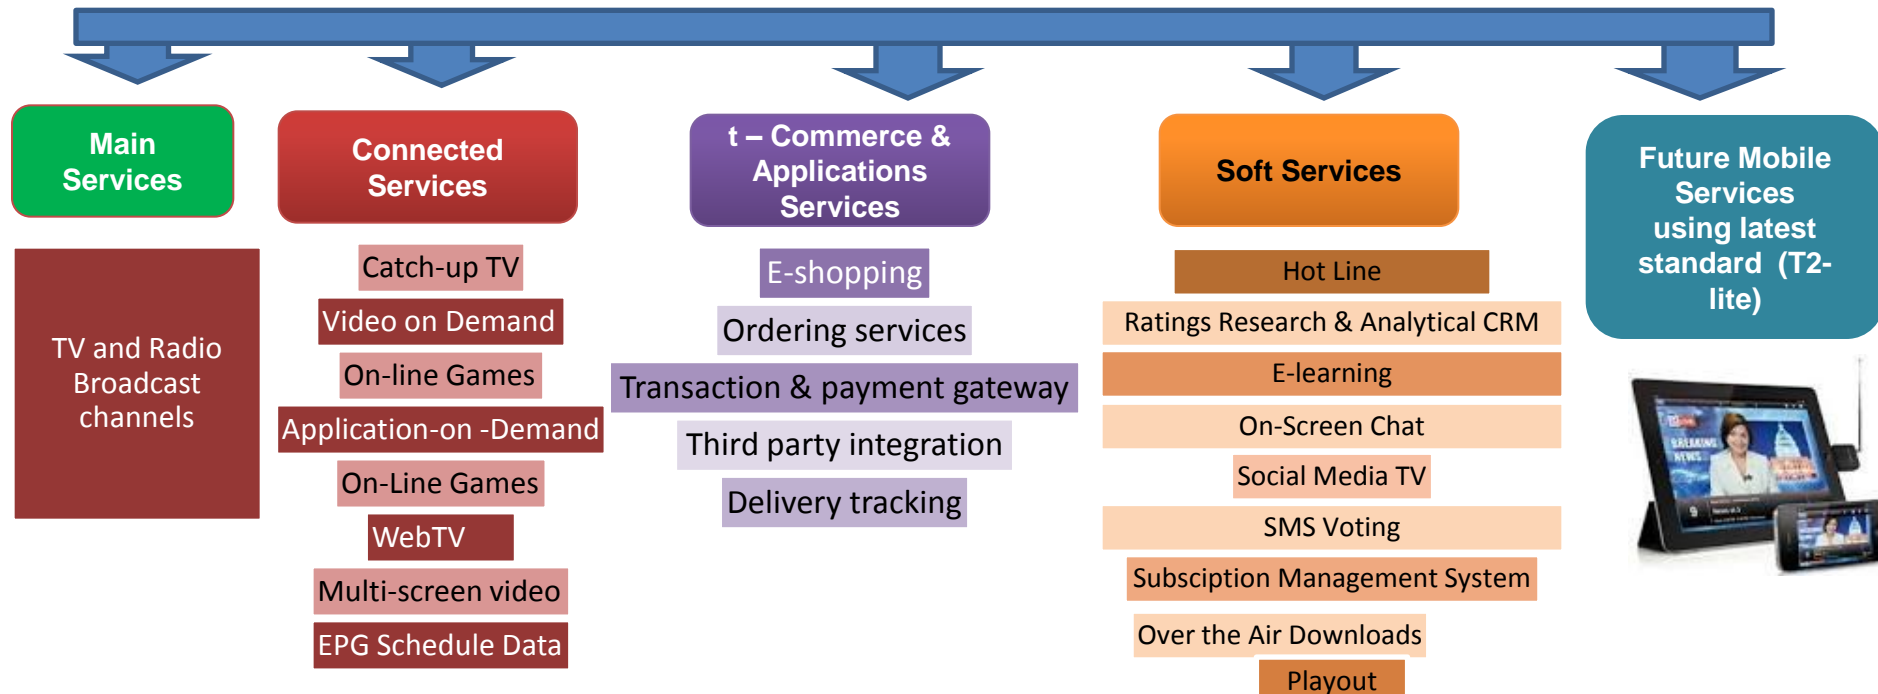 Main
Services
Connected
Services
t – Commerce &
Applications
Services
Soft Services
Future Mobile
Services
using latest
standard (T2-
lite)
TV and Radio
Broadcast
channels
Catch-up TV
Video on Demand
On-line Games
Application-on -Demand
On-Line Games
WebTV
Multi-screen video
EPG Schedule Data
E-shopping
Ordering services
Transaction & payment gateway
Third party integration
Delivery tracking
Hot Line
Ratings Research & Analytical CRM
E-learning
On-Screen Chat
Social Media TV
SMS Voting
Subsciption Management System
Over the Air Downloads
Playout
BREAKING
NEWS